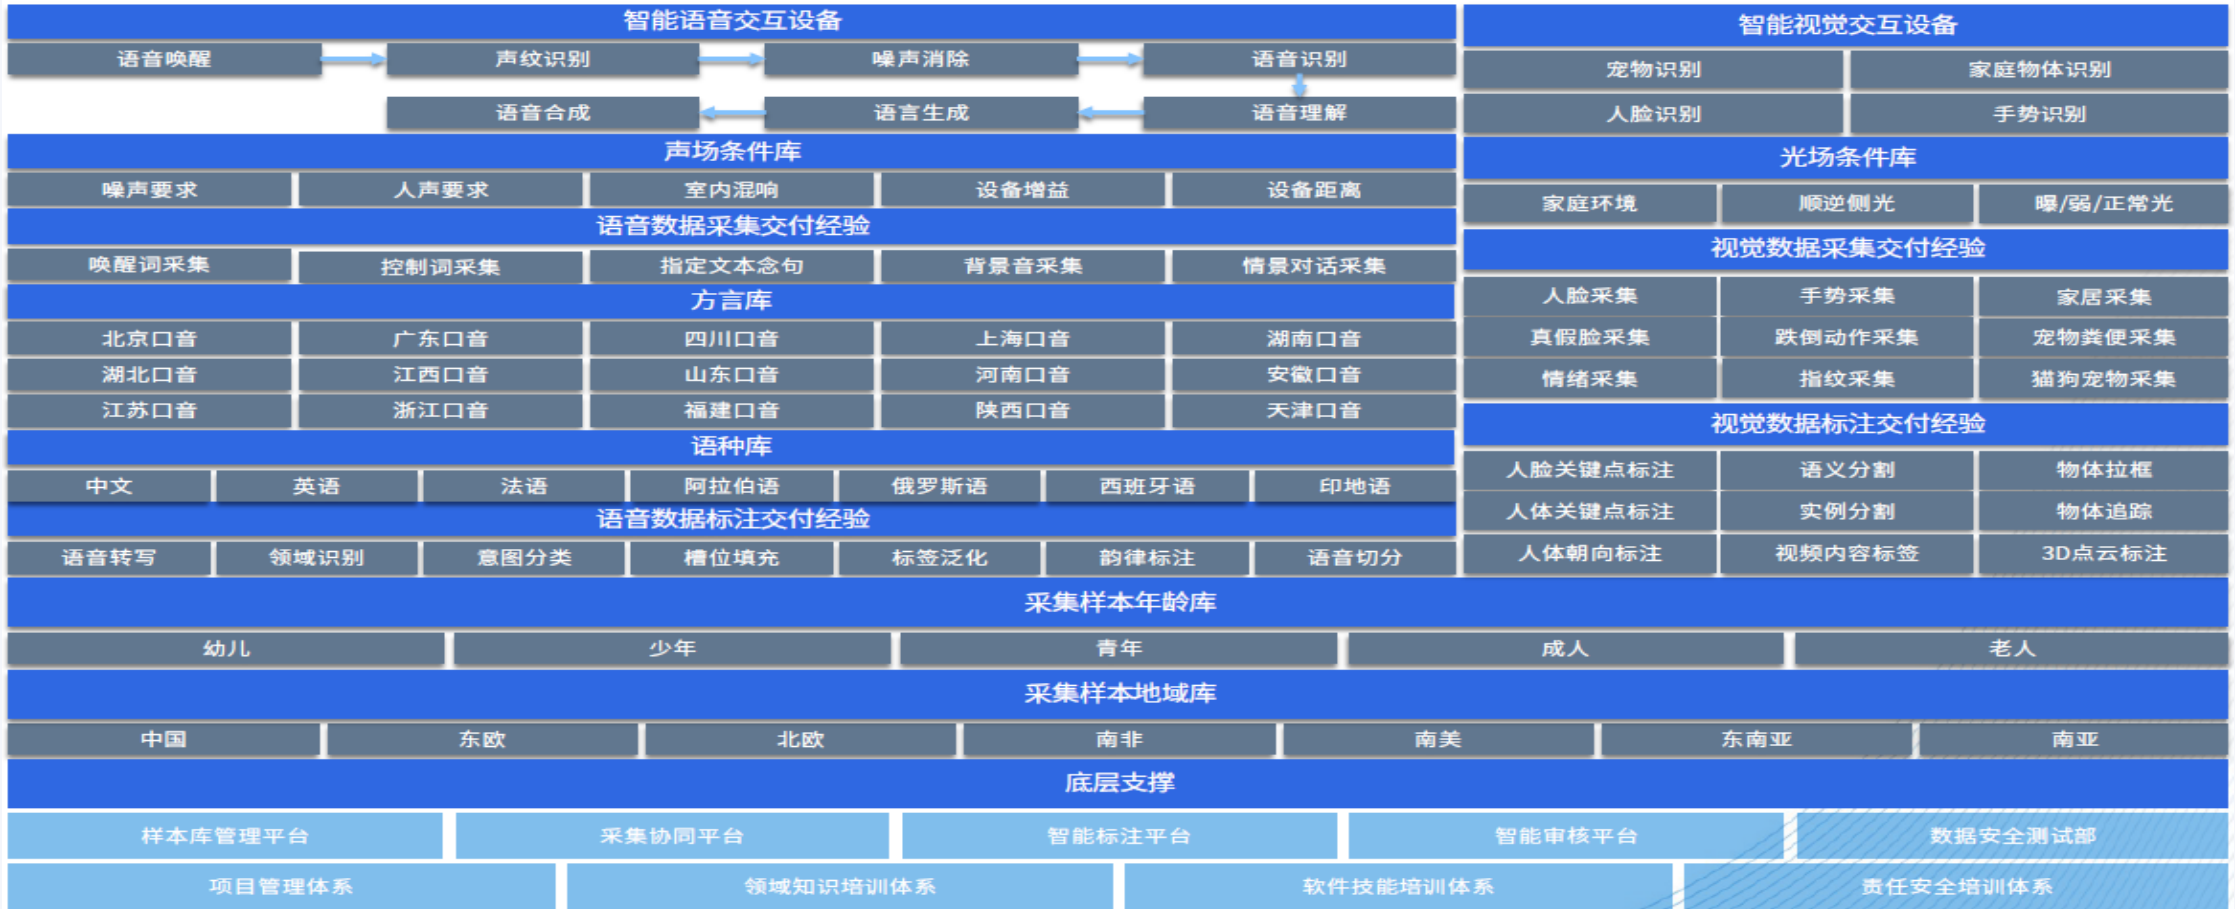 智能语音交互设备
语音唤醒 声纹识别 噪声消除 语音识别
语音合成 语言生成 语音理解
声场条件库
噪声要求 人声要求 室内混响 设备增益 设备距离
语音数据采集交付经验
唤醒词采集 控制词采集 指定文本念句 背景音采集 情景对话采集
方言库
北京口音 广东口音 四川口音 上海口音 湖南口音
湖北口音 江西口音 山东口音 河南口音 安徽口音
江苏口音 浙江口音 福建口音 陕西口音 天津口音
语种库
中文 英语 法语 阿拉伯语 俄罗斯语 西班牙语 印地语
语音数据标注交付经验
语音转写 领域识别 意图分类 槽位填充 标签泛化 韵律标注 语音切分
智能视觉交互设备
宠物识别 家庭物体识别
人脸识别 手势识别
光场条件库
家庭环境 顺逆侧光 曝/弱/正常光
视觉数据采集交付经验
人脸采集 手势采集 家居采集
真假脸采集 跌倒动作采集 宠物粪便采集
情绪采集 指纹采集 猫狗宠物采集
视觉数据标注交付经验
人脸关键点标注 语义分割 物体拉框
人体关键点标注 实例分割 物体追踪
人体朝向标注 视频内容标签 3D点云标注
采集样本年龄库
幼儿 少年 青年 成人 老人
采集样本地域库
中国 东欧 北欧 南非 南美 东南亚 南亚
底层支撑
样本库管理平台 采集协同平台 智能标注平台 智能审核平台 数据安全测试部
项目管理体系 领域知识培训体系 软件技能培训体系 责任安全培训体系